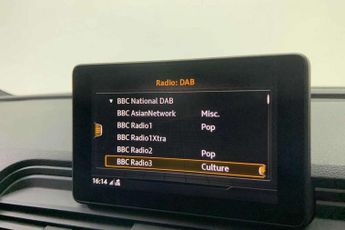 Radio: DAB
BBC National DAB
BBC AsianNetwork Misc.
BBC Radio1 Pop
BBC Radio1Xtra
BBC Radio2 Pop
BBC Radio3 Culture
16:14